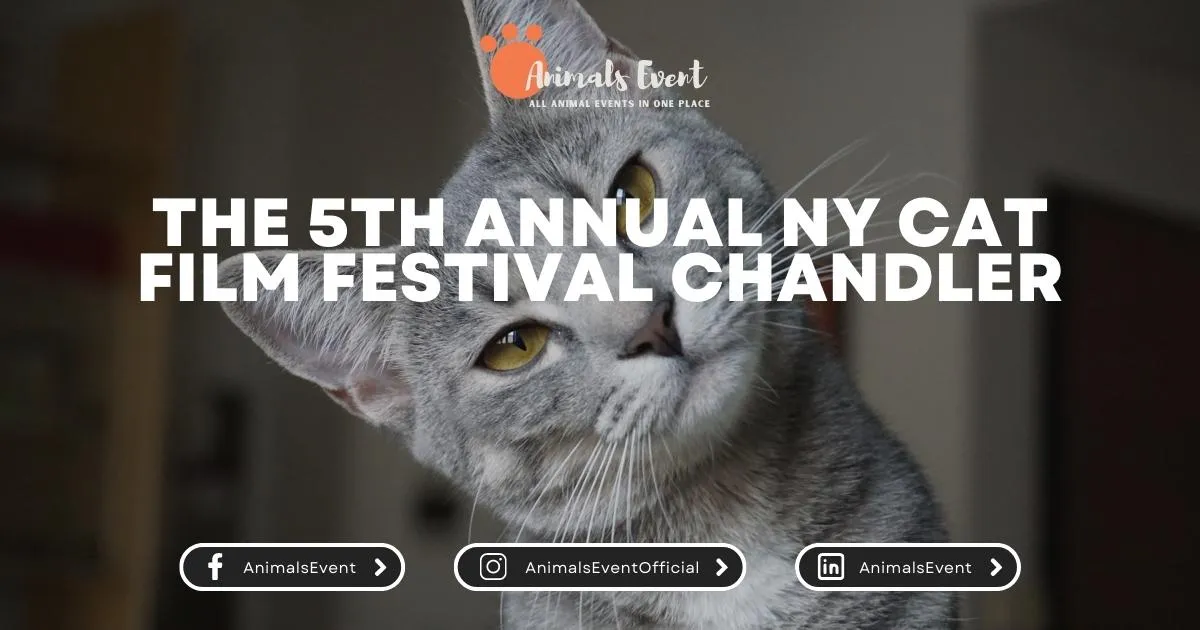 Animals Event
ALL ANIMAL EVENTS IN ONE PLACE
THE 5TH ANNUAL NY CAT
FILM FESTIVAL CHANDLER
AnimalsEvent
AnimalsEventOfficial
AnimalsEvent